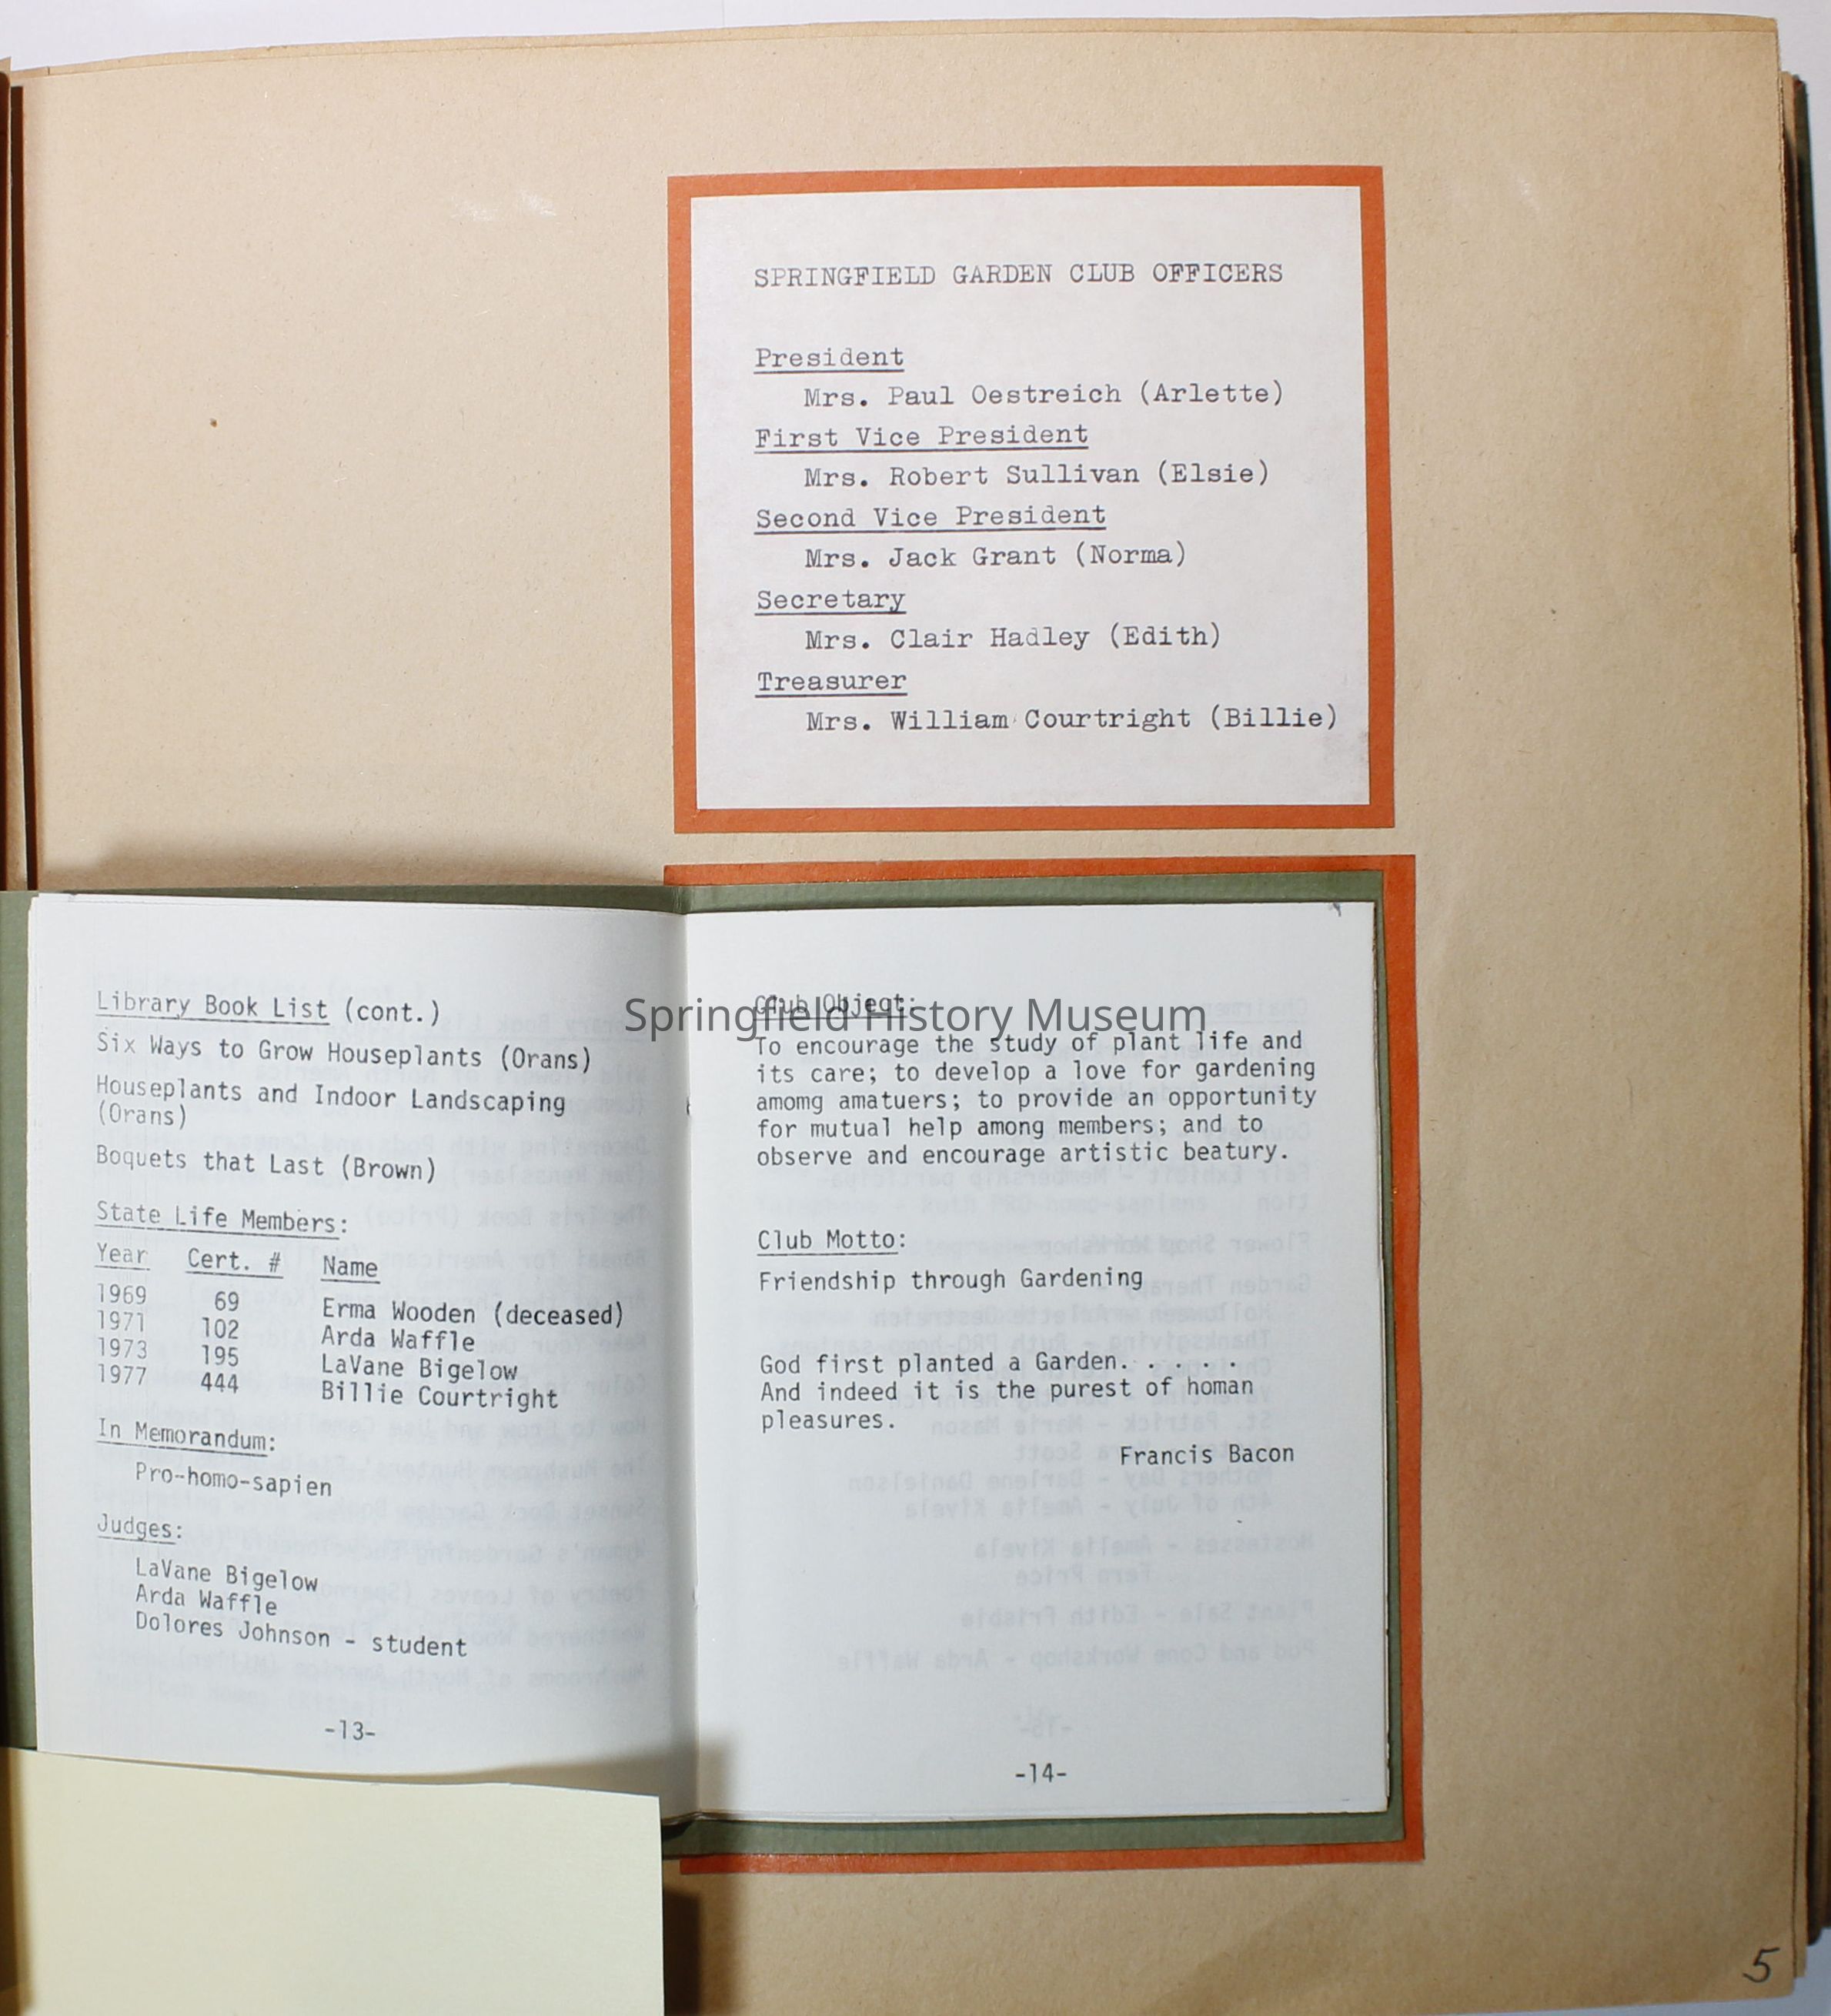 SPRINGFIELD GARDEN CLUB OFFICERS
President
Mrs. Paul Oestreich (Arlette)
First Vice President
Mrs. Robert Sullivan (Elsie)
Second Vice President
Mrs. Jack Grant (Norma)
Secretary
Mrs. Clair Hadley (Edith)
Treasurer
Mrs. William Courtright (Billie)
Library Book List (cont.)
Six Ways to Grow Houseplants (Orans)
Houseplants and Indoor Landscaping
(Orans)
Boquets that Last (Brown)
State Life Members:
Year Cert. # Name
1969 69 Erma Wooden (deceased)
1971 102 Arda Waffle
1973 195 LaVane Bigelow
1977 444 Billie Courtright
In Memorandum:
Pro-homo-sapien
Judges:
LaVane Bigelow
Arda Waffle
Dolores Johnson - student
-13-
Springfield History Museum
Club Object:
To encourage the study of plant life and
its care; to develop a love for gardening
amomg amatuers; to provide an opportunity
for mutual help among members; and to
observe and encourage artistic beatury.
Club Motto:
Friendship through Gardening
God first planted a Garden. . . . .
And indeed it is the purest of homan
pleasures.
Francis Bacon
-14-
5